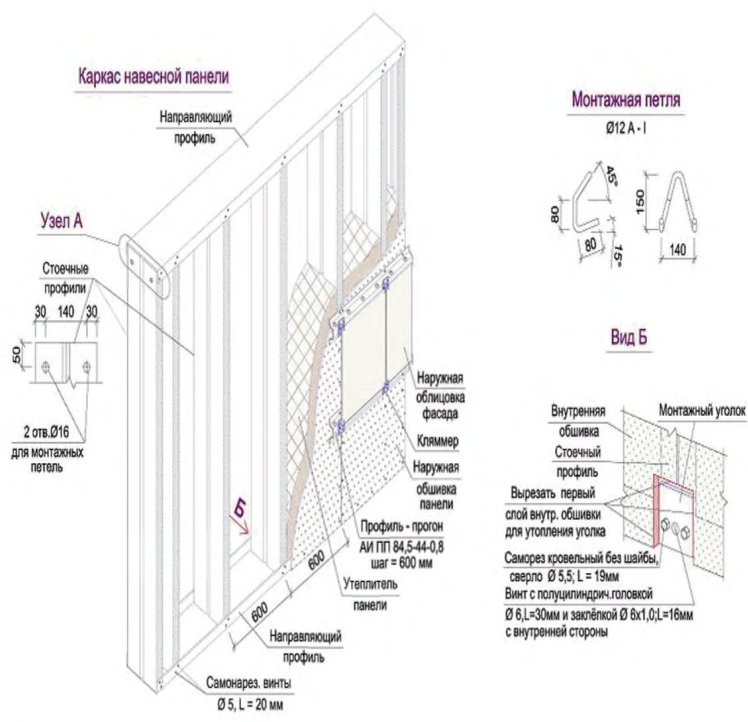 Каркас навесной панели
Направляющий
профиль
Узел А
Стоечные
профили
30 140 30
50
2 отв.Ø16
для монтажных
петель
Б
600
600
Направляющий
профиль
Самонарез. винты
Ø 5, L = 20 мм
Наружная
облицовка
фасада
Кляммер
Наружная
обшивка
панели
Профиль - прогон
АИ ПП 84,5-44-0,8
шаг = 600 мм
Утеплитель
панели
Монтажная петля
Ø12 А - I
45°
80
80
15°
150
140
Вид Б
Внутренняя
обшивка
Монтажный уголок
Стоечный
профиль
Вырезать первый
слой внутр. обшивки
для утопления уголка
Саморез кровельный без шайбы,
сверло Ø 5,5; L = 19мм
Винт с полуцилиндрич.головкой
Ø 6,L=30мм и заклёпкой Ø 6х1,0;L=16мм
с внутренней стороны